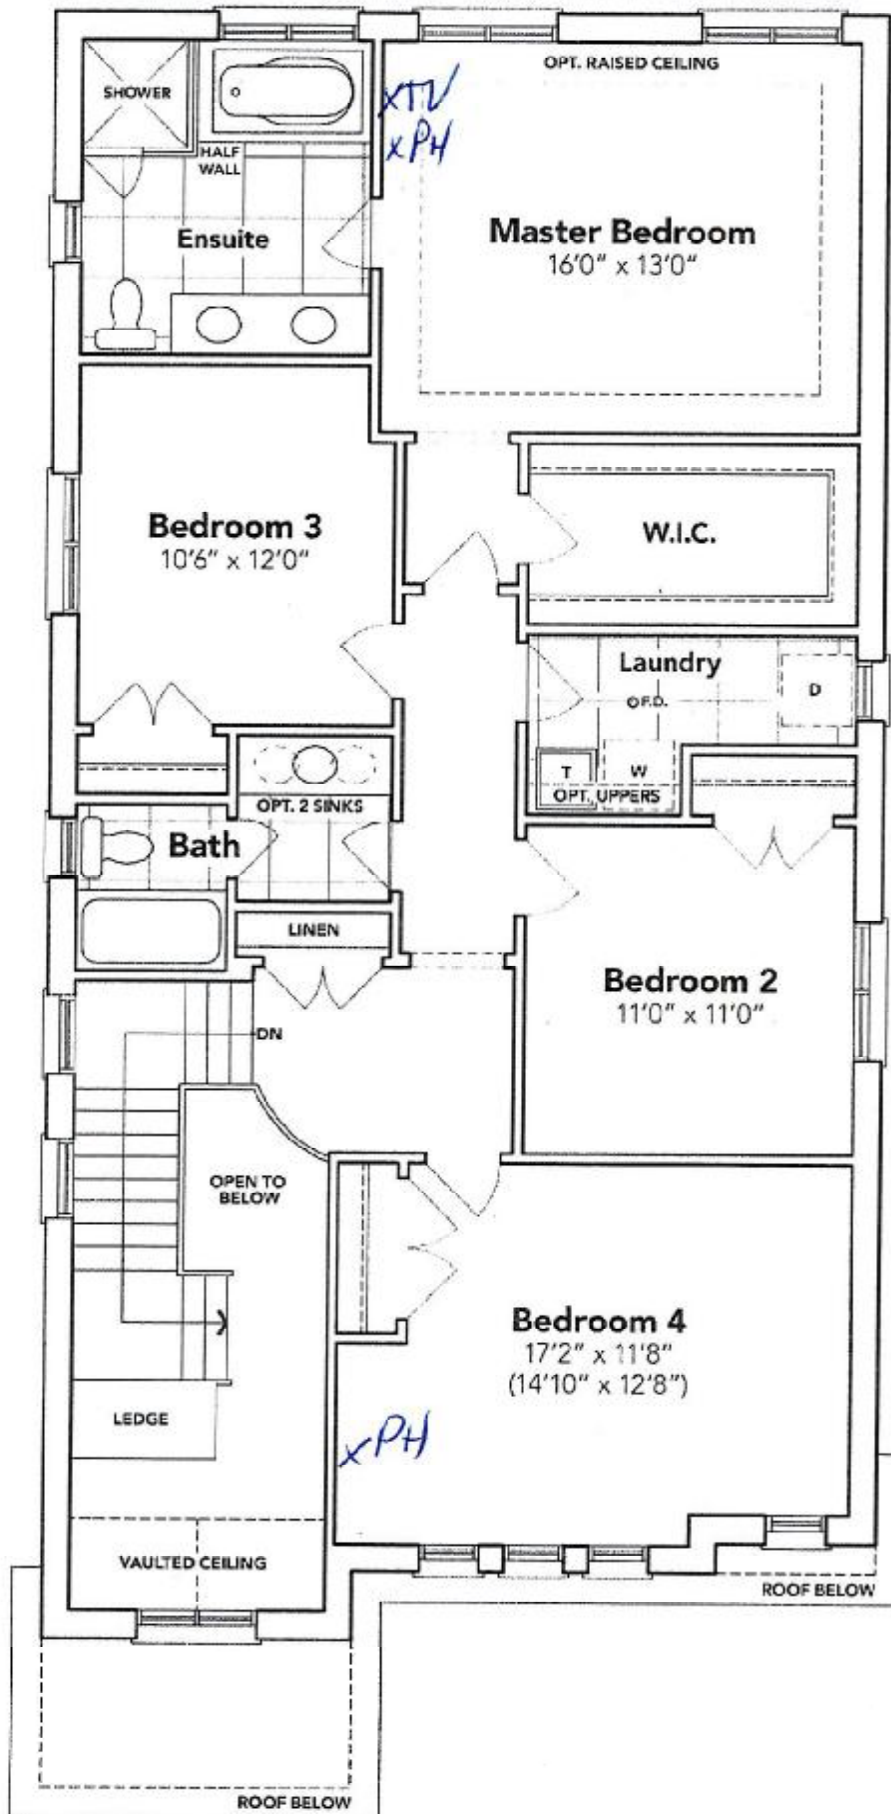 OPT. RAISED CEILING
SHOWER
xTV
xPH
HALF
WALL
Ensuite
Master Bedroom
16'0" x 13'0"
Bedroom 3
10'6" x 12'0"
W.I.C.
Laundry
O F.D.
D
T
W
OPT. UPPERS
OPT. 2 SINKS
Bath
LINEN
Bedroom 2
11'0" x 11'0"
DN
OPEN TO
BELOW
Bedroom 4
17'2" x 11'8"
(14'10" x 12'8")
LEDGE
xPH
VAULTED CEILING
ROOF BELOW
ROOF BELOW